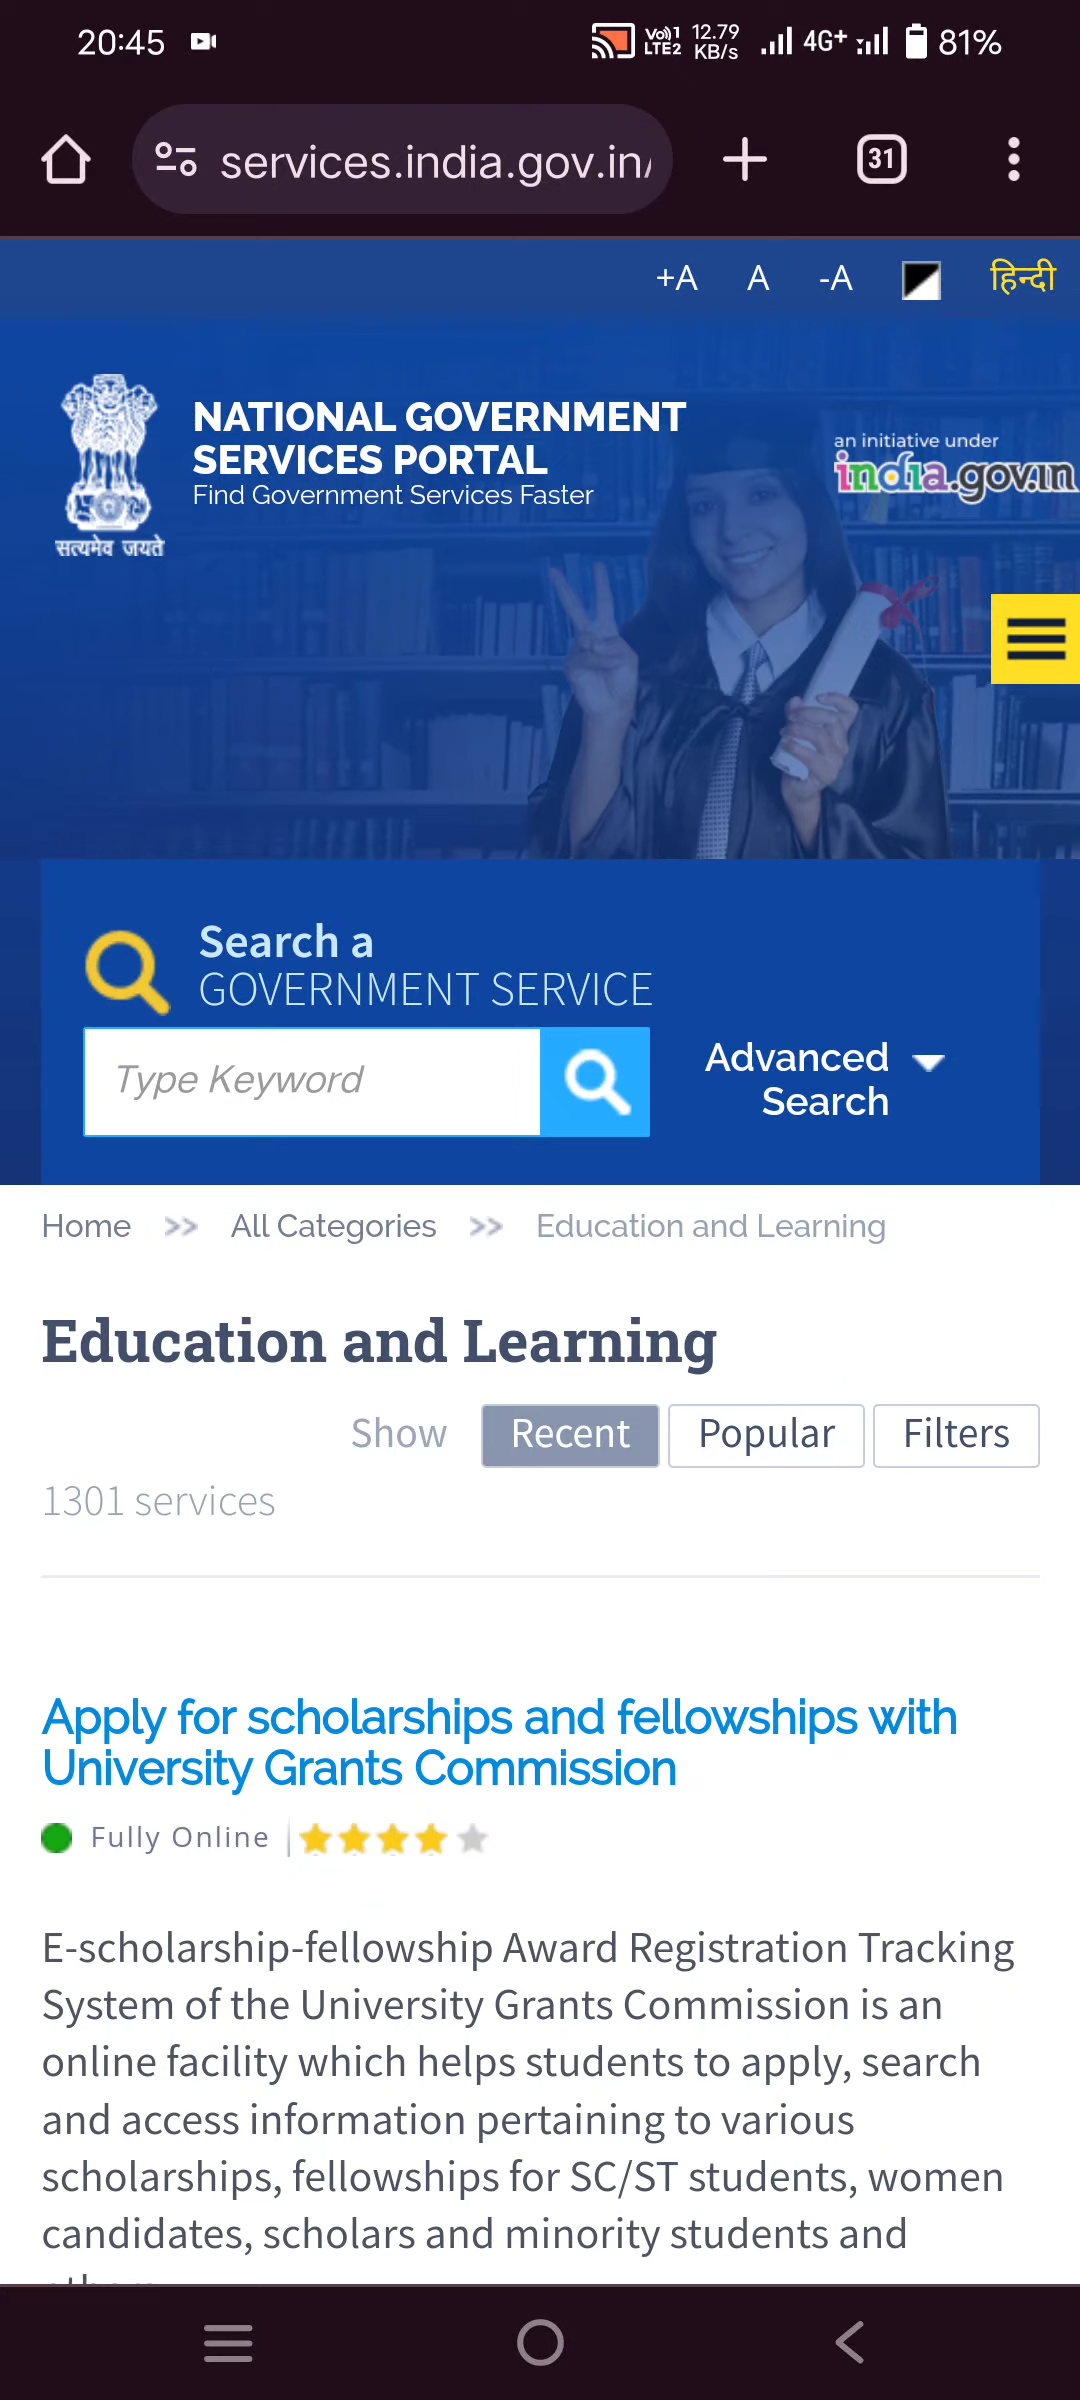 20:45
Vo)) 1
LTE2
12.79
KB/s
4G+
81%
services.india.gov.in/
31
+A A -A हिन्दी
सत्यमेव जयते
NATIONAL GOVERNMENT
SERVICES PORTAL
Find Government Services Faster
an initiative under
india.gov.in
Search a
GOVERNMENT SERVICE
Type Keyword
Advanced
Search
Home >> All Categories >> Education and Learning
Education and Learning
Show Recent Popular Filters
1301 services
Apply for scholarships and fellowships with
University Grants Commission
Fully Online
E-scholarship-fellowship Award Registration Tracking
System of the University Grants Commission is an
online facility which helps students to apply, search
and access information pertaining to various
scholarships, fellowships for SC/ST students, women
candidates, scholars and minority students and